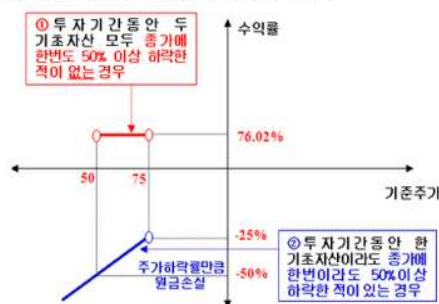 ① 투자기간동안 두
기초자산 모두 종가에
한번도 50% 이상 하락한
적이 없는 경우
수익률
76.02%
50
75
기준주가
-25%
-50%
주가하락률만큼
원금손실
② 투자기간동안 한
기초자산이라도 종가에
한번이라도 50%이상
하락한 적이 있는 경우